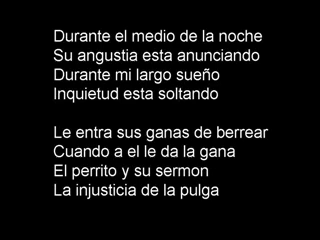 Durante el medio de la noche
Su angustia esta anunciando
Durante mi largo sueño
Inquietud esta soltando
Le entra sus ganas de berrear
Cuando a el le da la gana
El perrito y su sermon
La injusticia de la pulga